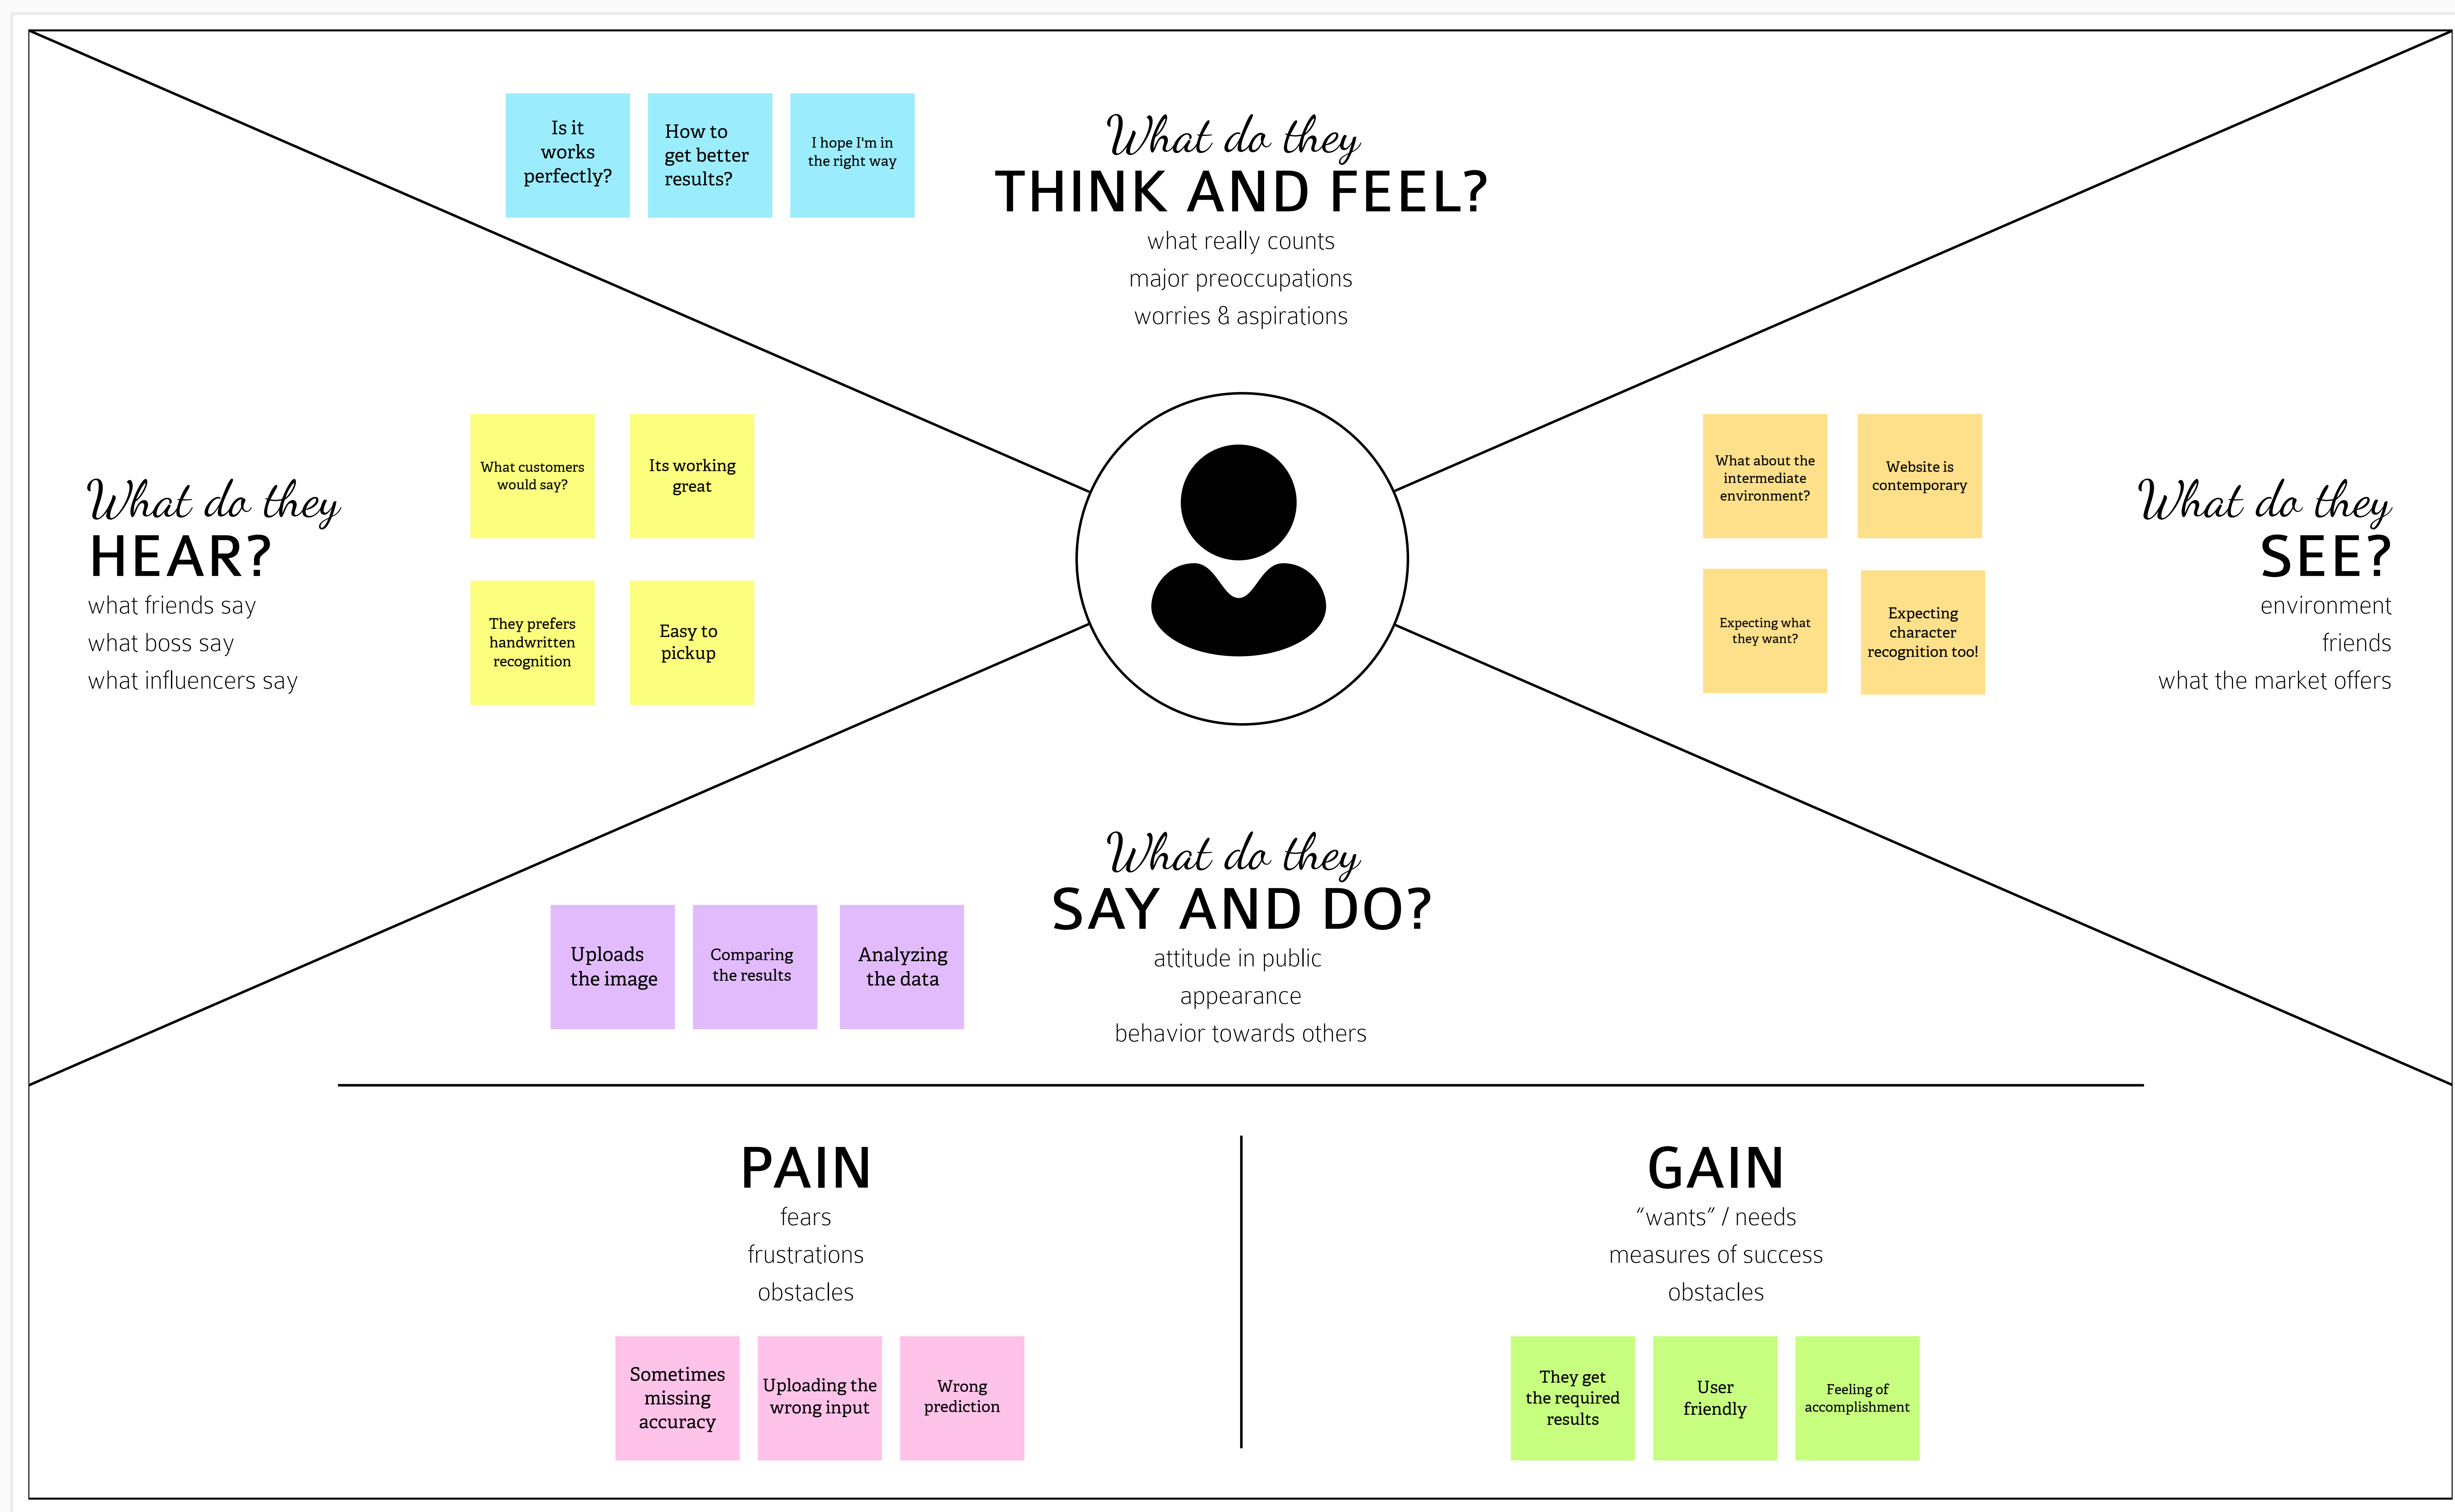 Is it
works
perfectly?
How to
get better
results?
I hope I'm in
the right way
What do they
THINK AND FEEL?
what really counts
major preoccupations
worries & aspirations
What do they
HEAR?
what friends say
what boss say
what influencers say
What customers
would say?
Its working
great
They prefers
handwritten
recognition
Easy to
pickup
What about the
intermediate
environment?
Website is
contemporary
Expecting what
they want?
Expecting
character
recognition too!
What do they
SEE?
environment
friends
what the market offers
What do they
SAY AND DO?
attitude in public
appearance
behavior towards others
Uploads
the image
Comparing
the results
Analyzing
the data
PAIN
fears
frustrations
obstacles
Sometimes
missing
accuracy
Uploading the
wrong input
Wrong
prediction
GAIN
“wants” / needs
measures of success
obstacles
They get
the required
results
User
friendly
Feeling of
accomplishment